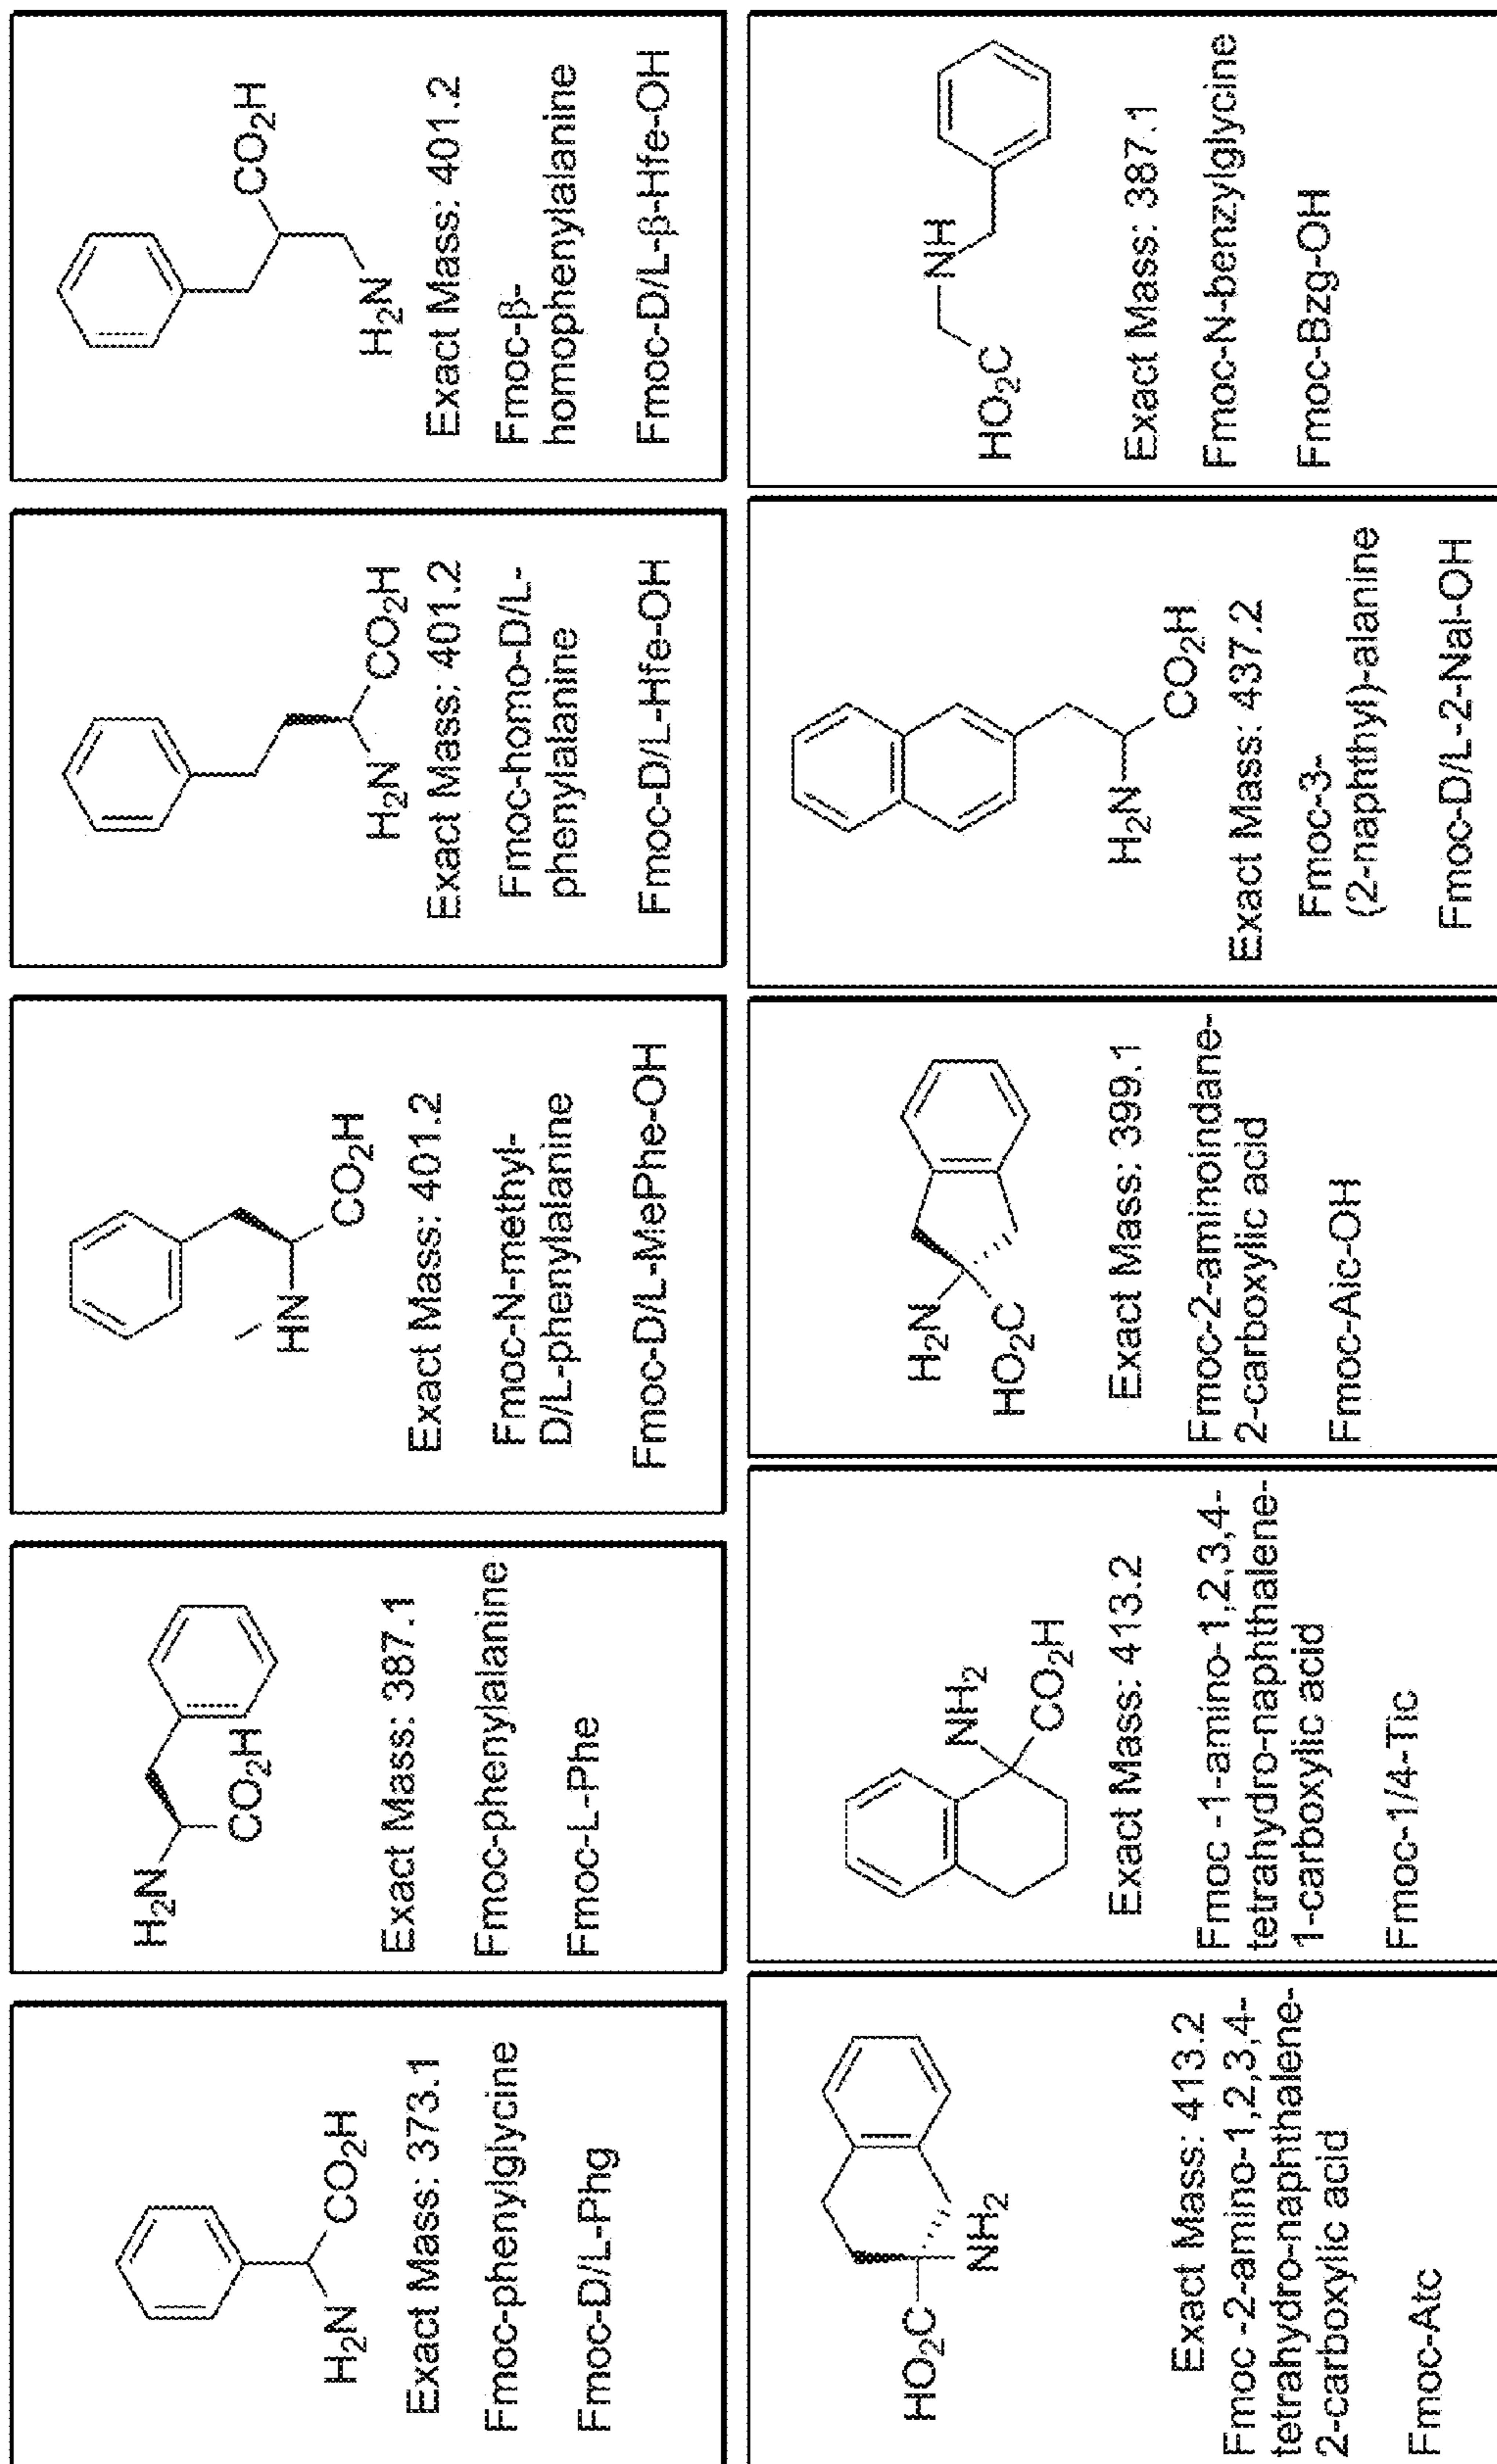 H₂N
CO₂H
Exact Mass: 373.1
Fmoc-phenylglycine
Fmoc-D/L-Phg
H₂N
CO₂H
Exact Mass: 387.1
Fmoc-phenylalanine
Fmoc-L-Phe
HN
CO₂H
Exact Mass: 401.2
Fmoc-N-methyl-
D/L-phenylalanine
Fmoc-D/L-MePhe-OH
H₂N
CO₂H
Exact Mass: 401.2
Fmoc-homo-D/L-
phenylalanine
Fmoc-D/L-Hfe-OH
CO₂H
H₂N
Exact Mass: 401.2
Fmoc-β-
homophenylalanine
Fmoc-D/L-β-Hfe-OH
HO₂C
NH₂
Exact Mass: 413.2
Fmoc -2-amino-1,2,3,4-
tetrahydro-naphthalene-
2-carboxylic acid
Fmoc-Atc
NH₂
CO₂H
Exact Mass: 413.2
Fmoc -1-amino-1,2,3,4-
tetrahydro-naphthalene-
1-carboxylic acid
Fmoc-1/4-Tic
H₂N
HO₂C
Exact Mass: 399.1
Fmoc-2-aminoindane-
2-carboxylic acid
Fmoc-Aic-OH
H₂N
CO₂H
Exact Mass: 437.2
Fmoc-3-
(2-naphthyl)-alanine
Fmoc-D/L-2-Nal-OH
NH
HO₂C
Exact Mass: 387.1
Fmoc-N-benzylglycine
Fmoc-Bzg-OH